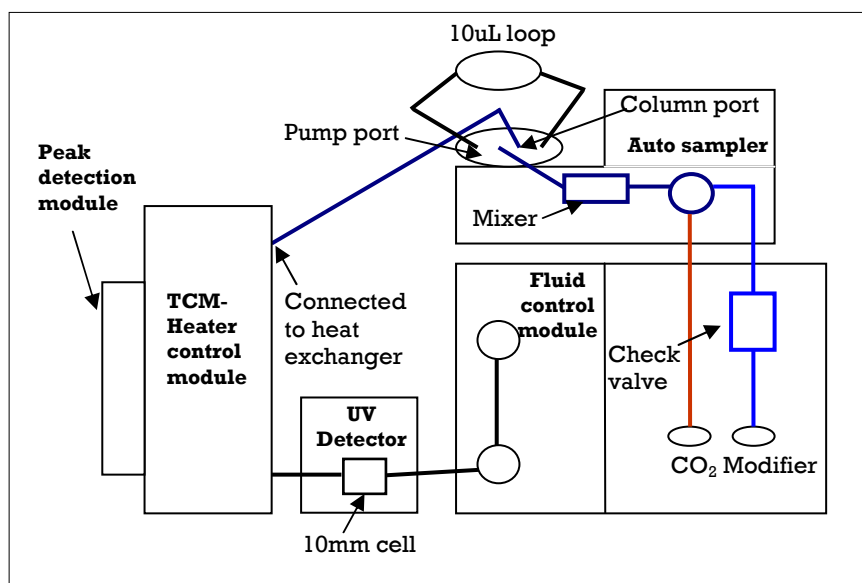 10uL loop
Column port
Pump port
Auto sampler
Peak
detection
module
Mixer
TCM-
Heater
control
module
Connected
to heat
exchanger
Fluid
control
module
Check
valve
UV
Detector
CO₂ Modifier
10mm cell